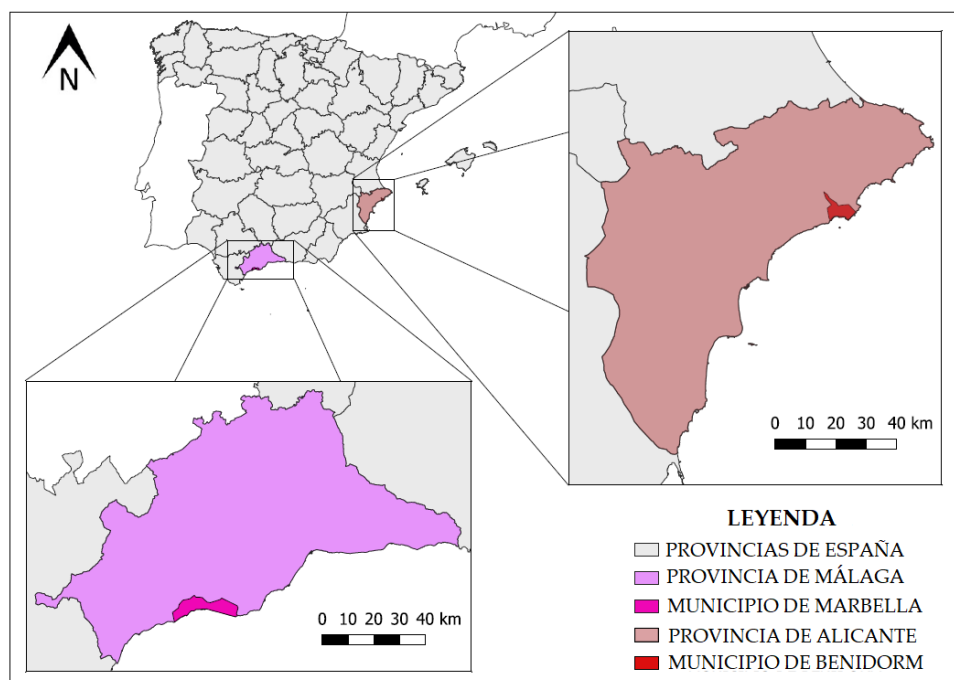 N
0 10 20 30 40 km
0 10 20 30 40 km
LEYENDA
PROVINCIAS DE ESPAÑA
PROVINCIA DE MÁLAGA
MUNICIPIO DE MARBELLA
PROVINCIA DE ALICANTE
MUNICIPIO DE BENIDORM